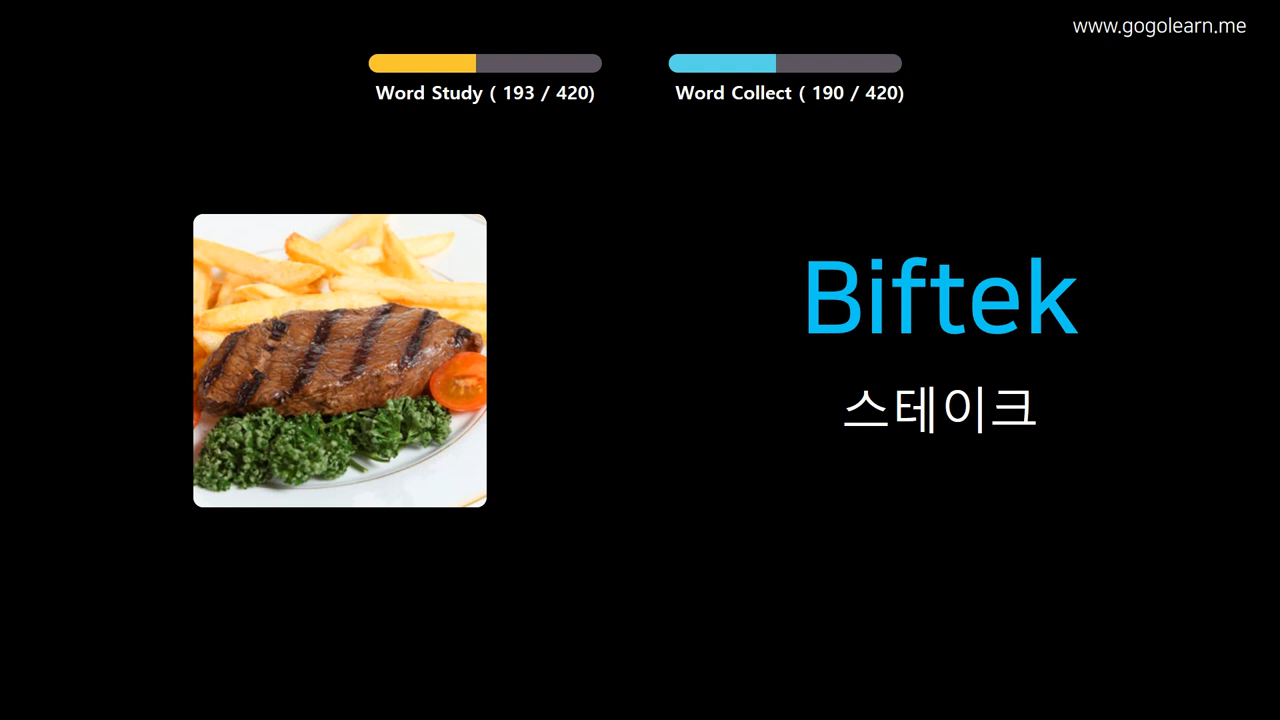 www.gogolearn.me
Word Study ( 193 / 420)
Word Collect ( 190 / 420)
Biftek
스테이크